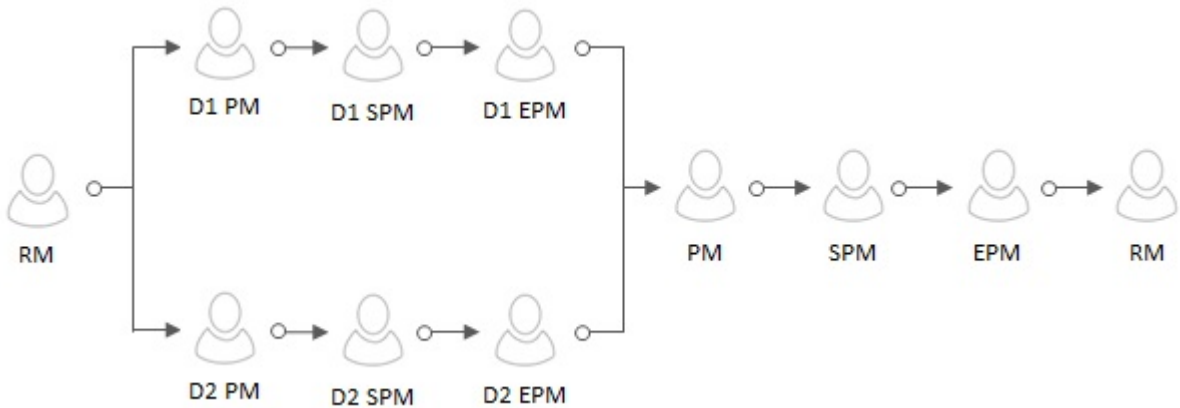 D1 PM
D1 SPM
D1 EPM
RM
PM
SPM
EPM
RM
D2 PM
D2 SPM
D2 EPM